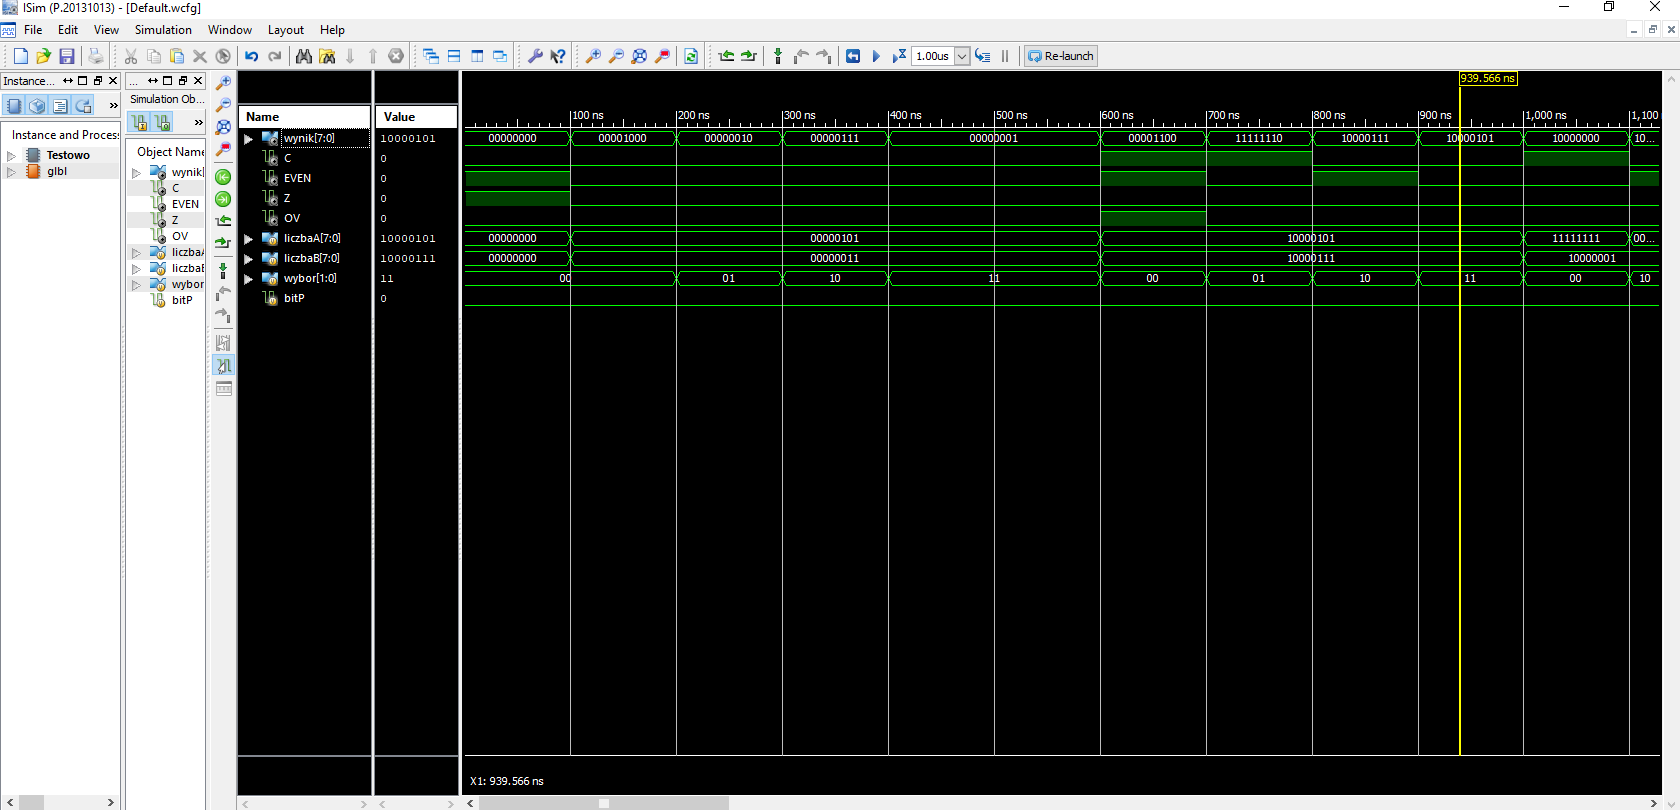 ISim (P.20131013) - [Default.wcfg]
File Edit View Simulation Window Layout Help
1.00us Re-launch
Instance...
...
Simulation Ob...
Instance and Proces
Testowo
glbl
Object Name
wynik[
C
EVEN
Z
OV
liczbaA
liczbaB
wybor
bitP
Name Value
wynik[7:0] 10000101
C 0
EVEN 0
Z 0
OV 0
liczbaA[7:0] 10000101
liczbaB[7:0] 10000111
wybor[1:0] 11
bitP 0
939.566 ns
100 ns 200 ns 300 ns 400 ns 500 ns 600 ns 700 ns 800 ns 900 ns 1,000 ns 1,100
00000000 00001000 00000010 00000111 00000001 00001100 11111110 10000111 10000101 10000000 10...
00000000 00000101 10000101 11111111 00...
00000000 00000011 10000111 10000001
00 01 10 11 00 01 10 11 00 10
X1: 939.566 ns